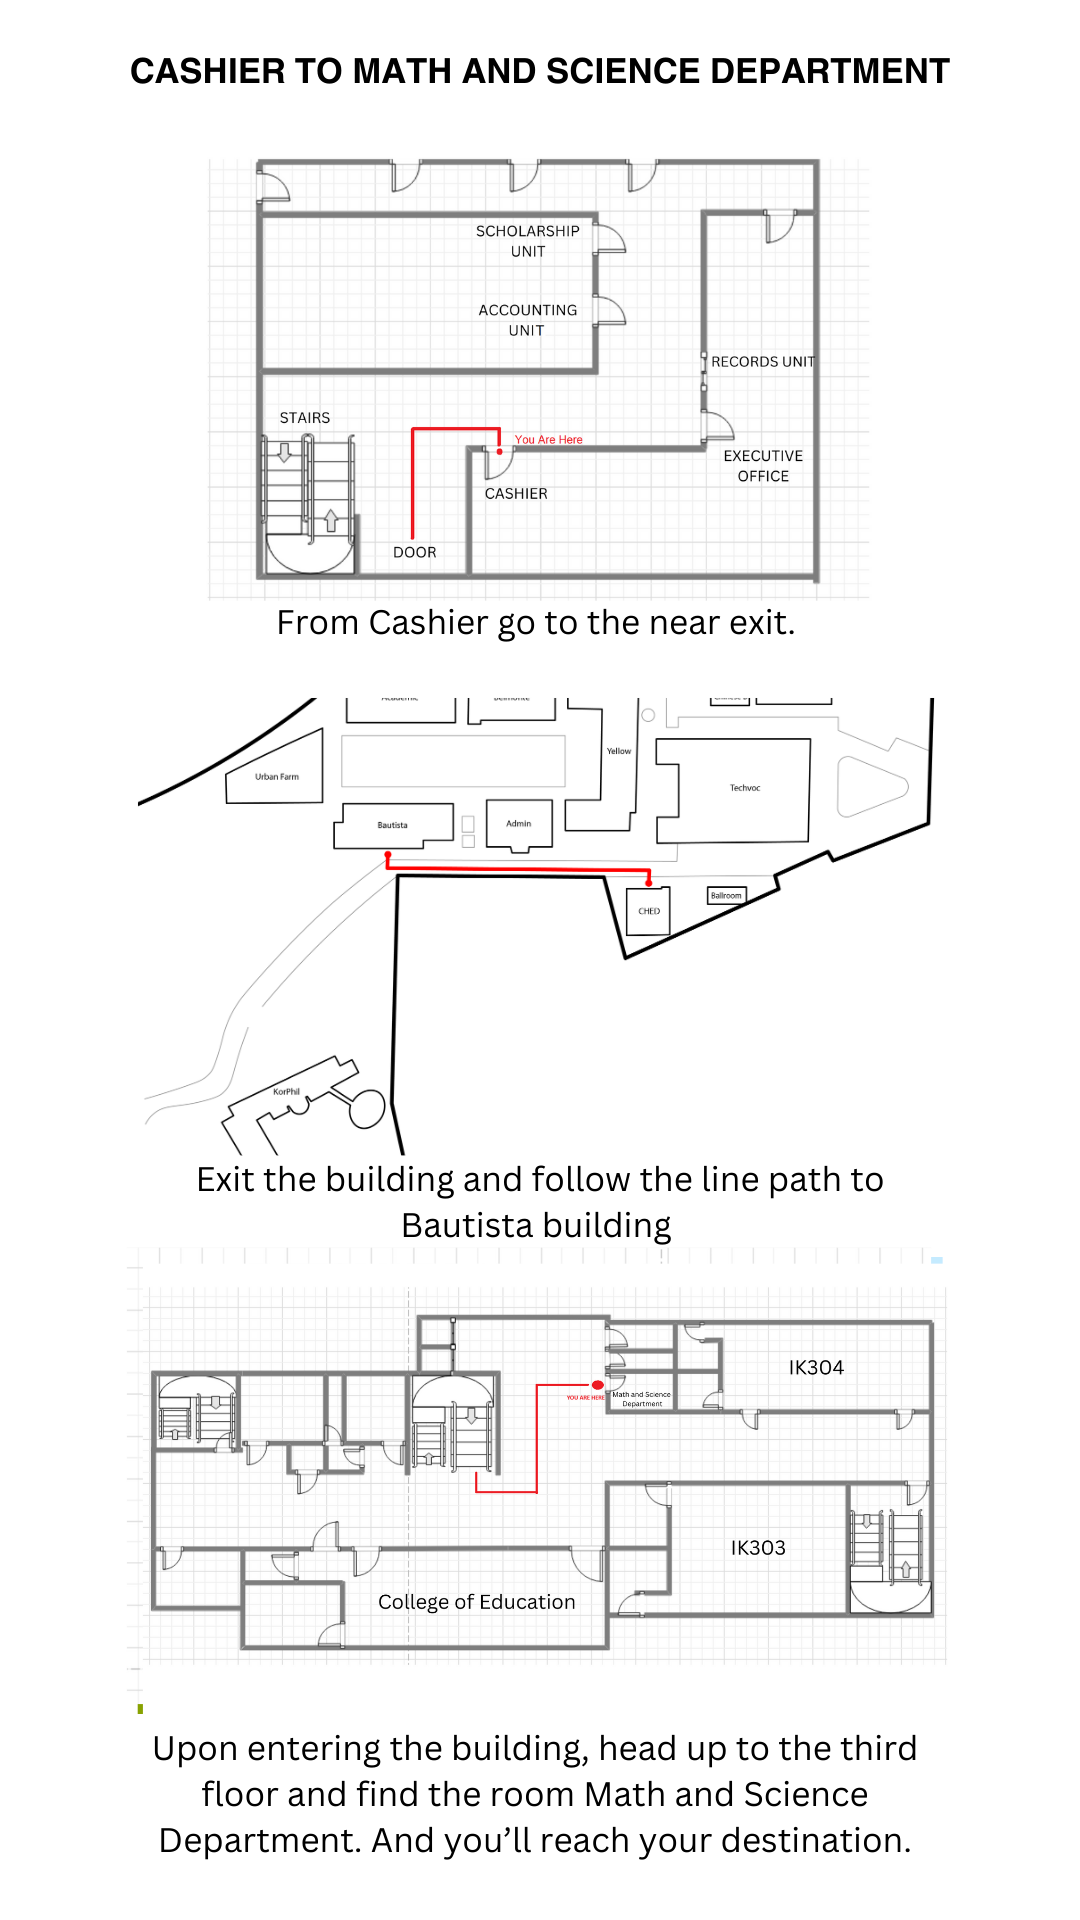 CASHIER TO MATH AND SCIENCE DEPARTMENT
SCHOLARSHIP
UNIT
ACCOUNTING
UNIT
RECORDS UNIT
STAIRS
You Are Here
EXECUTIVE
OFFICE
CASHIER
DOOR
From Cashier go to the near exit.
Academic
Belmonte
Yellow
Urban Farm
Techvoc
Bautista
Admin
Ballroom
CHED
KorPhil
Exit the building and follow the line path to
Bautista building
IK304
YOU ARE HERE
Math and Science
Department
IK303
College of Education
Upon entering the building, head up to the third
floor and find the room Math and Science
Department. And you’ll reach your destination.